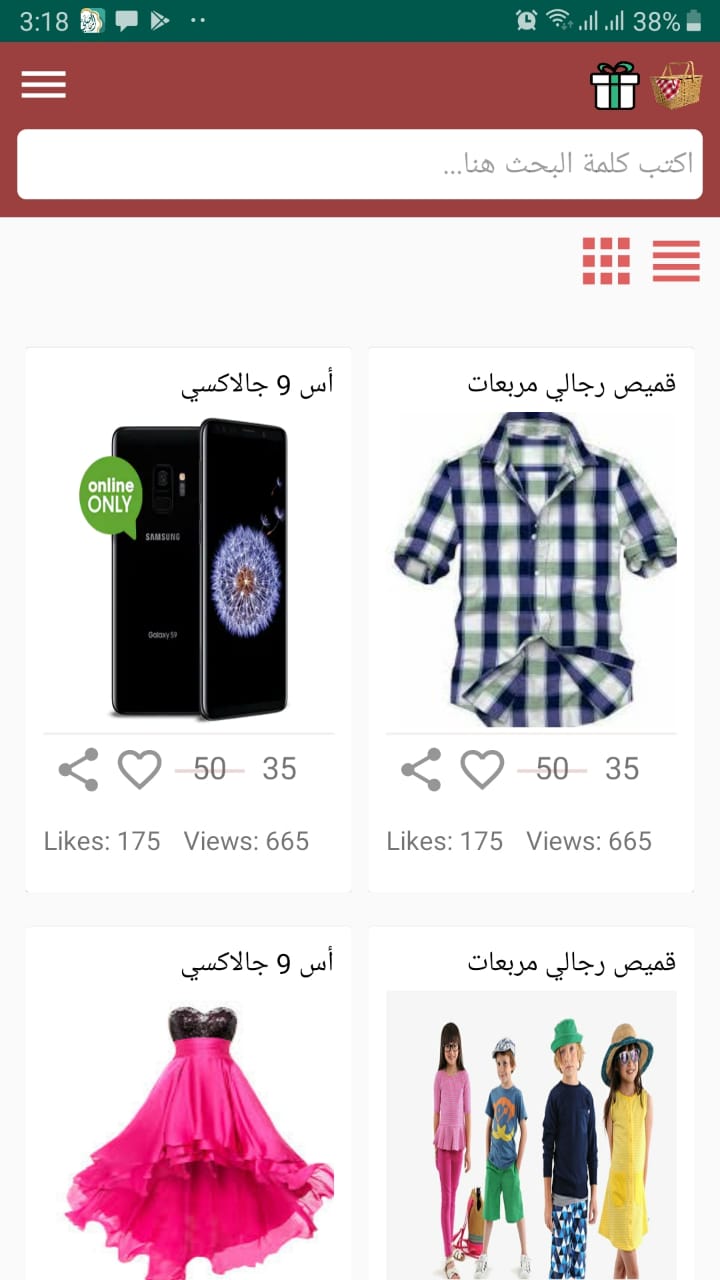 3:18 38%
اكتب كلمة البحث هنا...
قميص رجالي مربعات
أس 9 جالاكسي
online
ONLY
SAMSUNG
Galaxy S9
50 35
Likes: 175 Views: 665
50 35
Likes: 175 Views: 665
قميص رجالي مربعات
أس 9 جالاكسي